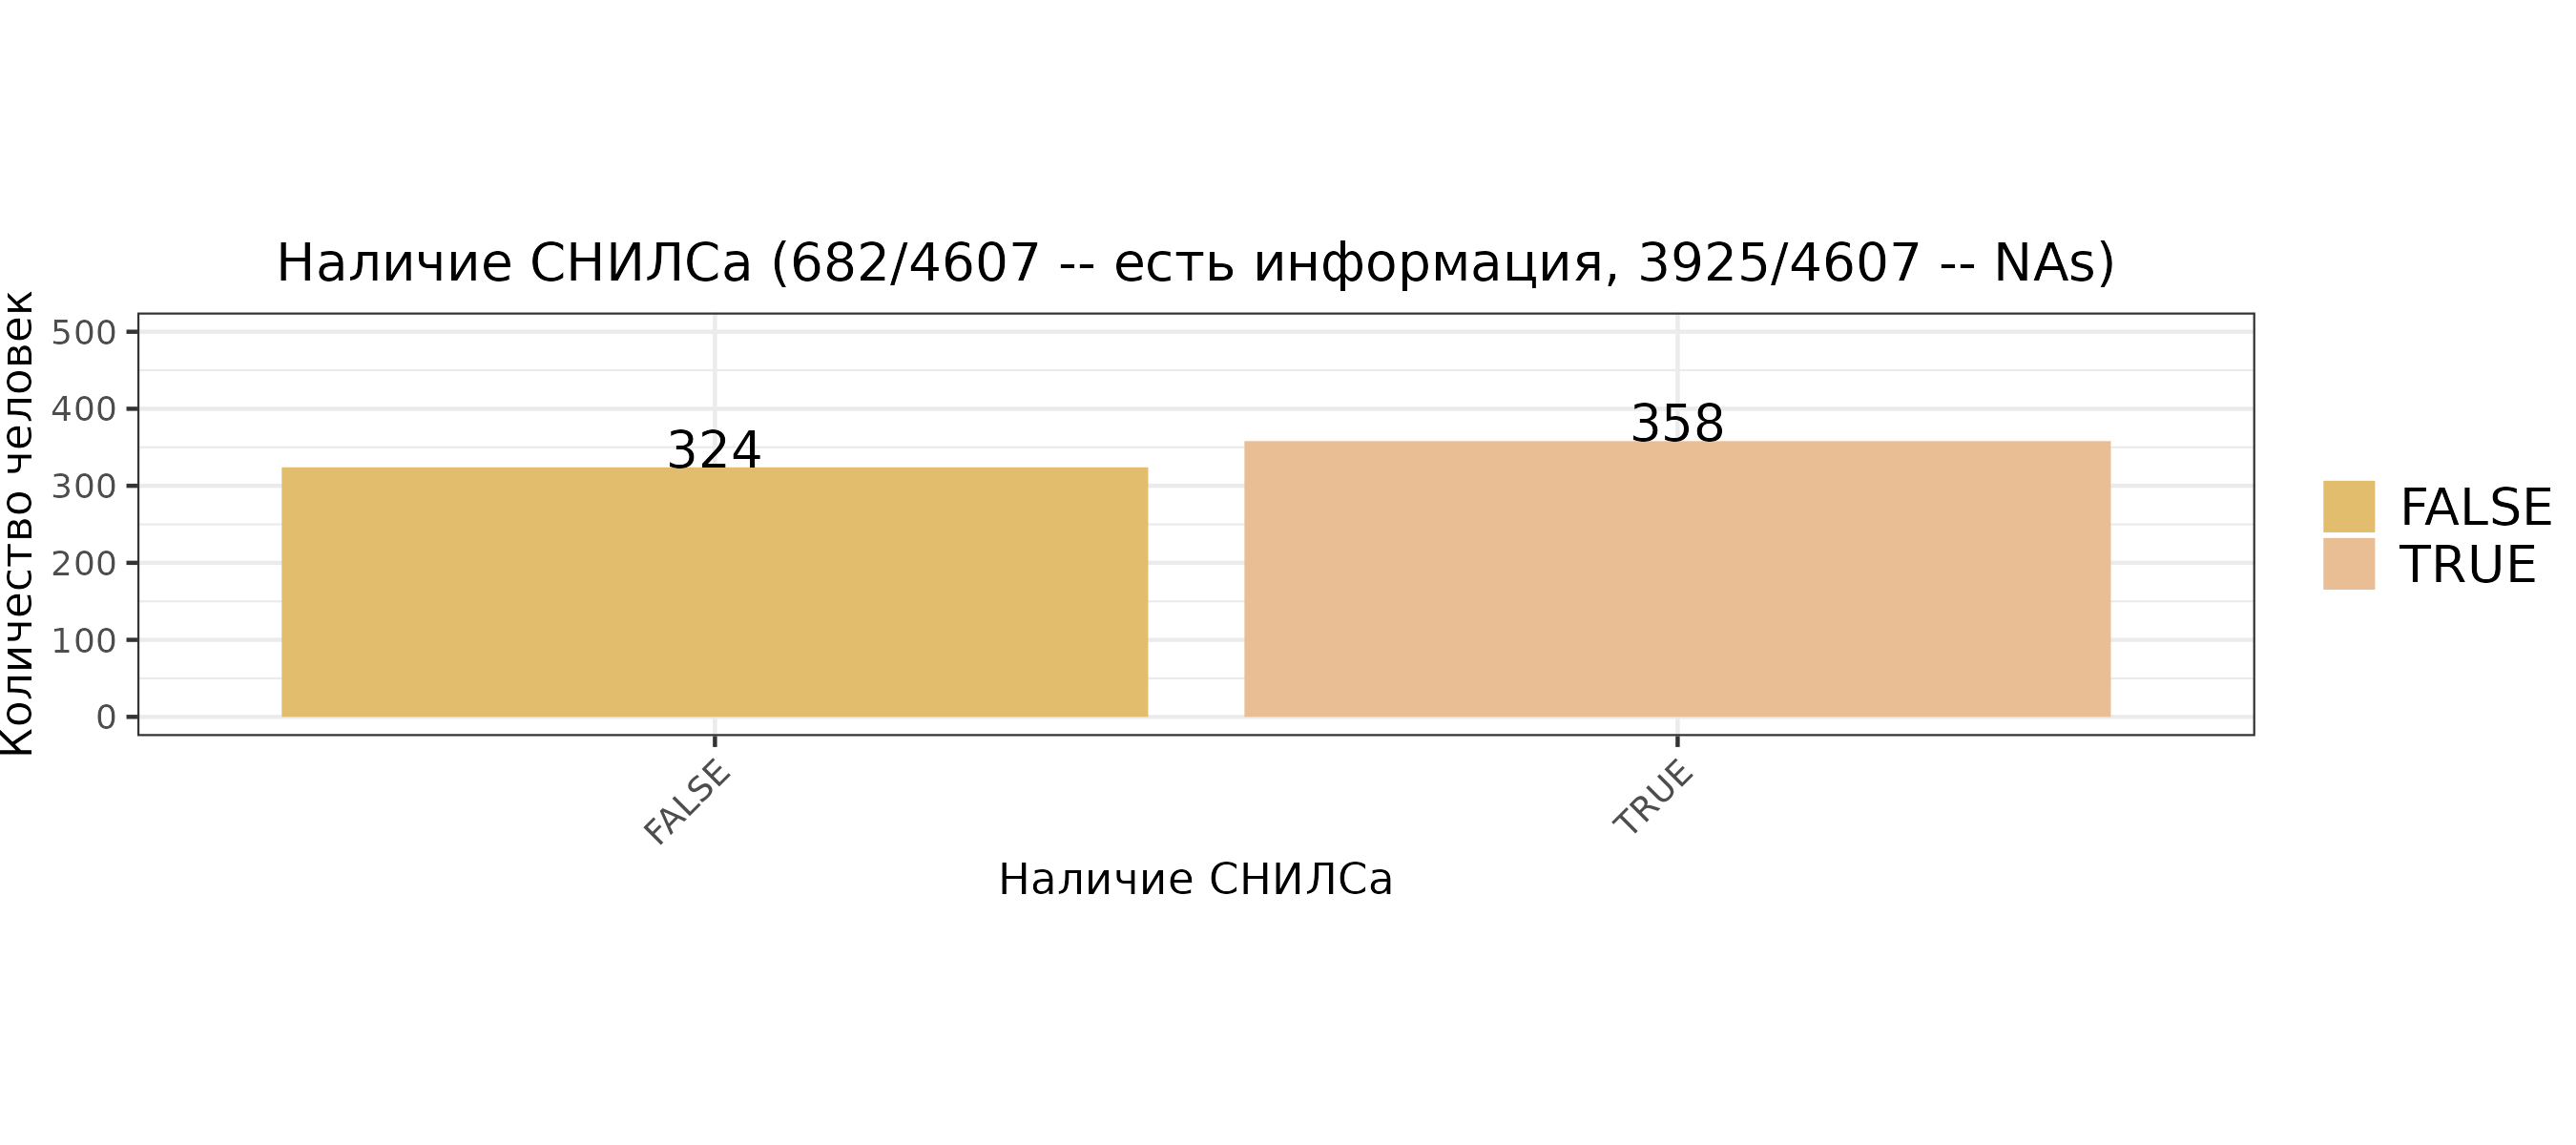 Наличие СНИЛСа (682/4607 -- есть информация, 3925/4607 -- NAs)
Количество человек
500
400
300
200
100
0
324
358
FALSE
TRUE
Наличие СНИЛСа
FALSE
TRUE